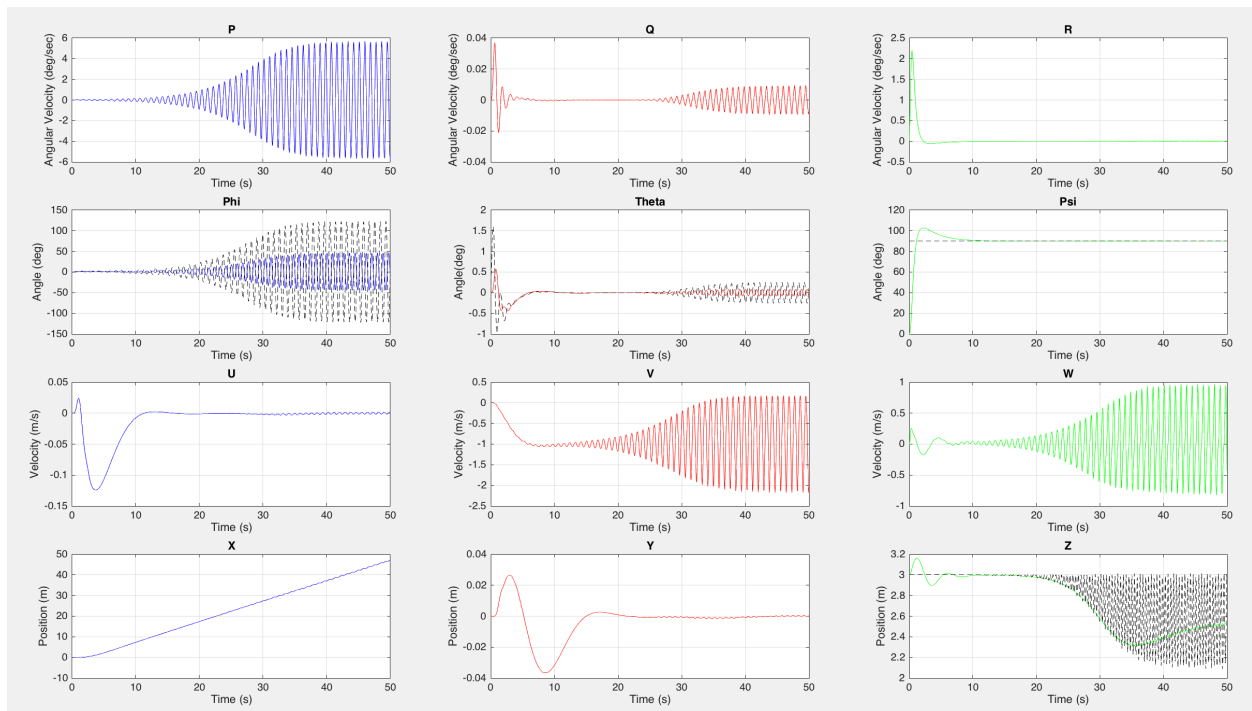 P
Angular Velocity (deg/sec)
6
4
2
0
-2
-4
-6
0 10 20 30 40 50
Time (s)
Q
Angular Velocity (deg/sec)
0.04
0.02
0
-0.02
-0.04
0 10 20 30 40 50
Time (s)
R
Angular Velocity (deg/sec)
2.5
2
1.5
1
0.5
0
-0.5
0 10 20 30 40 50
Time (s)
Phi
Angle (deg)
150
100
50
0
-50
-100
-150
0 10 20 30 40 50
Time (s)
Theta
Angle(deg)
2
1.5
1
0.5
0
-0.5
-1
0 10 20 30 40 50
Time (s)
Psi
Angle (deg)
120
100
80
60
40
20
0
0 10 20 30 40 50
Time (s)
U
Velocity (m/s)
0.05
0
-0.05
-0.1
-0.15
0 10 20 30 40 50
Time (s)
V
Velocity (m/s)
0.5
0
-0.5
-1
-1.5
-2
-2.5
0 10 20 30 40 50
Time (s)
W
Velocity (m/s)
1
0.5
0
-0.5
-1
0 10 20 30 40 50
Time (s)
X
Position (m)
50
40
30
20
10
0
-10
0 10 20 30 40 50
Time (s)
Y
Position (m)
0.04
0.02
0
-0.02
-0.04
0 10 20 30 40 50
Time (s)
Z
Position (m)
3.2
3
2.8
2.6
2.4
2.2
2
0 10 20 30 40 50
Time (s)